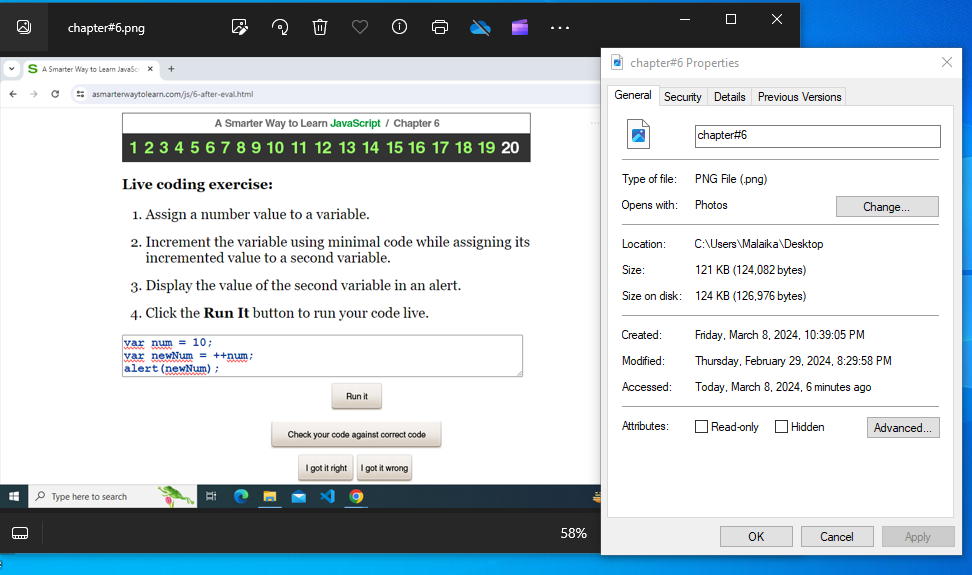 chapter#6.png
A Smarter Way to Learn JavaSc
asmarterwaytolearn.com/js/6-after-eval.html
A Smarter Way to Learn JavaScript / Chapter 6
1 2 3 4 5 6 7 8 9 10 11 12 13 14 15 16 17 18 19 20
Live coding exercise:
1. Assign a number value to a variable.
2. Increment the variable using minimal code while assigning its
incremented value to a second variable.
3. Display the value of the second variable in an alert.
4. Click the Run It button to run your code live.
var num = 10;
var newNum = ++num;
alert(newNum);
Run it
Check your code against correct code
I got it right
I got it wrong
Type here to search
58%
chapter#6 Properties
General
Security
Details
Previous Versions
chapter#6
Type of file: PNG File (.png)
Opens with: Photos
Change...
Location: C:\Users\Malaika\Desktop
Size: 121 KB (124,082 bytes)
Size on disk: 124 KB (126,976 bytes)
Created: Friday, March 8, 2024, 10:39:05 PM
Modified: Thursday, February 29, 2024, 8:29:58 PM
Accessed: Today, March 8, 2024, 6 minutes ago
Attributes: Read-only Hidden
Advanced...
OK
Cancel
Apply